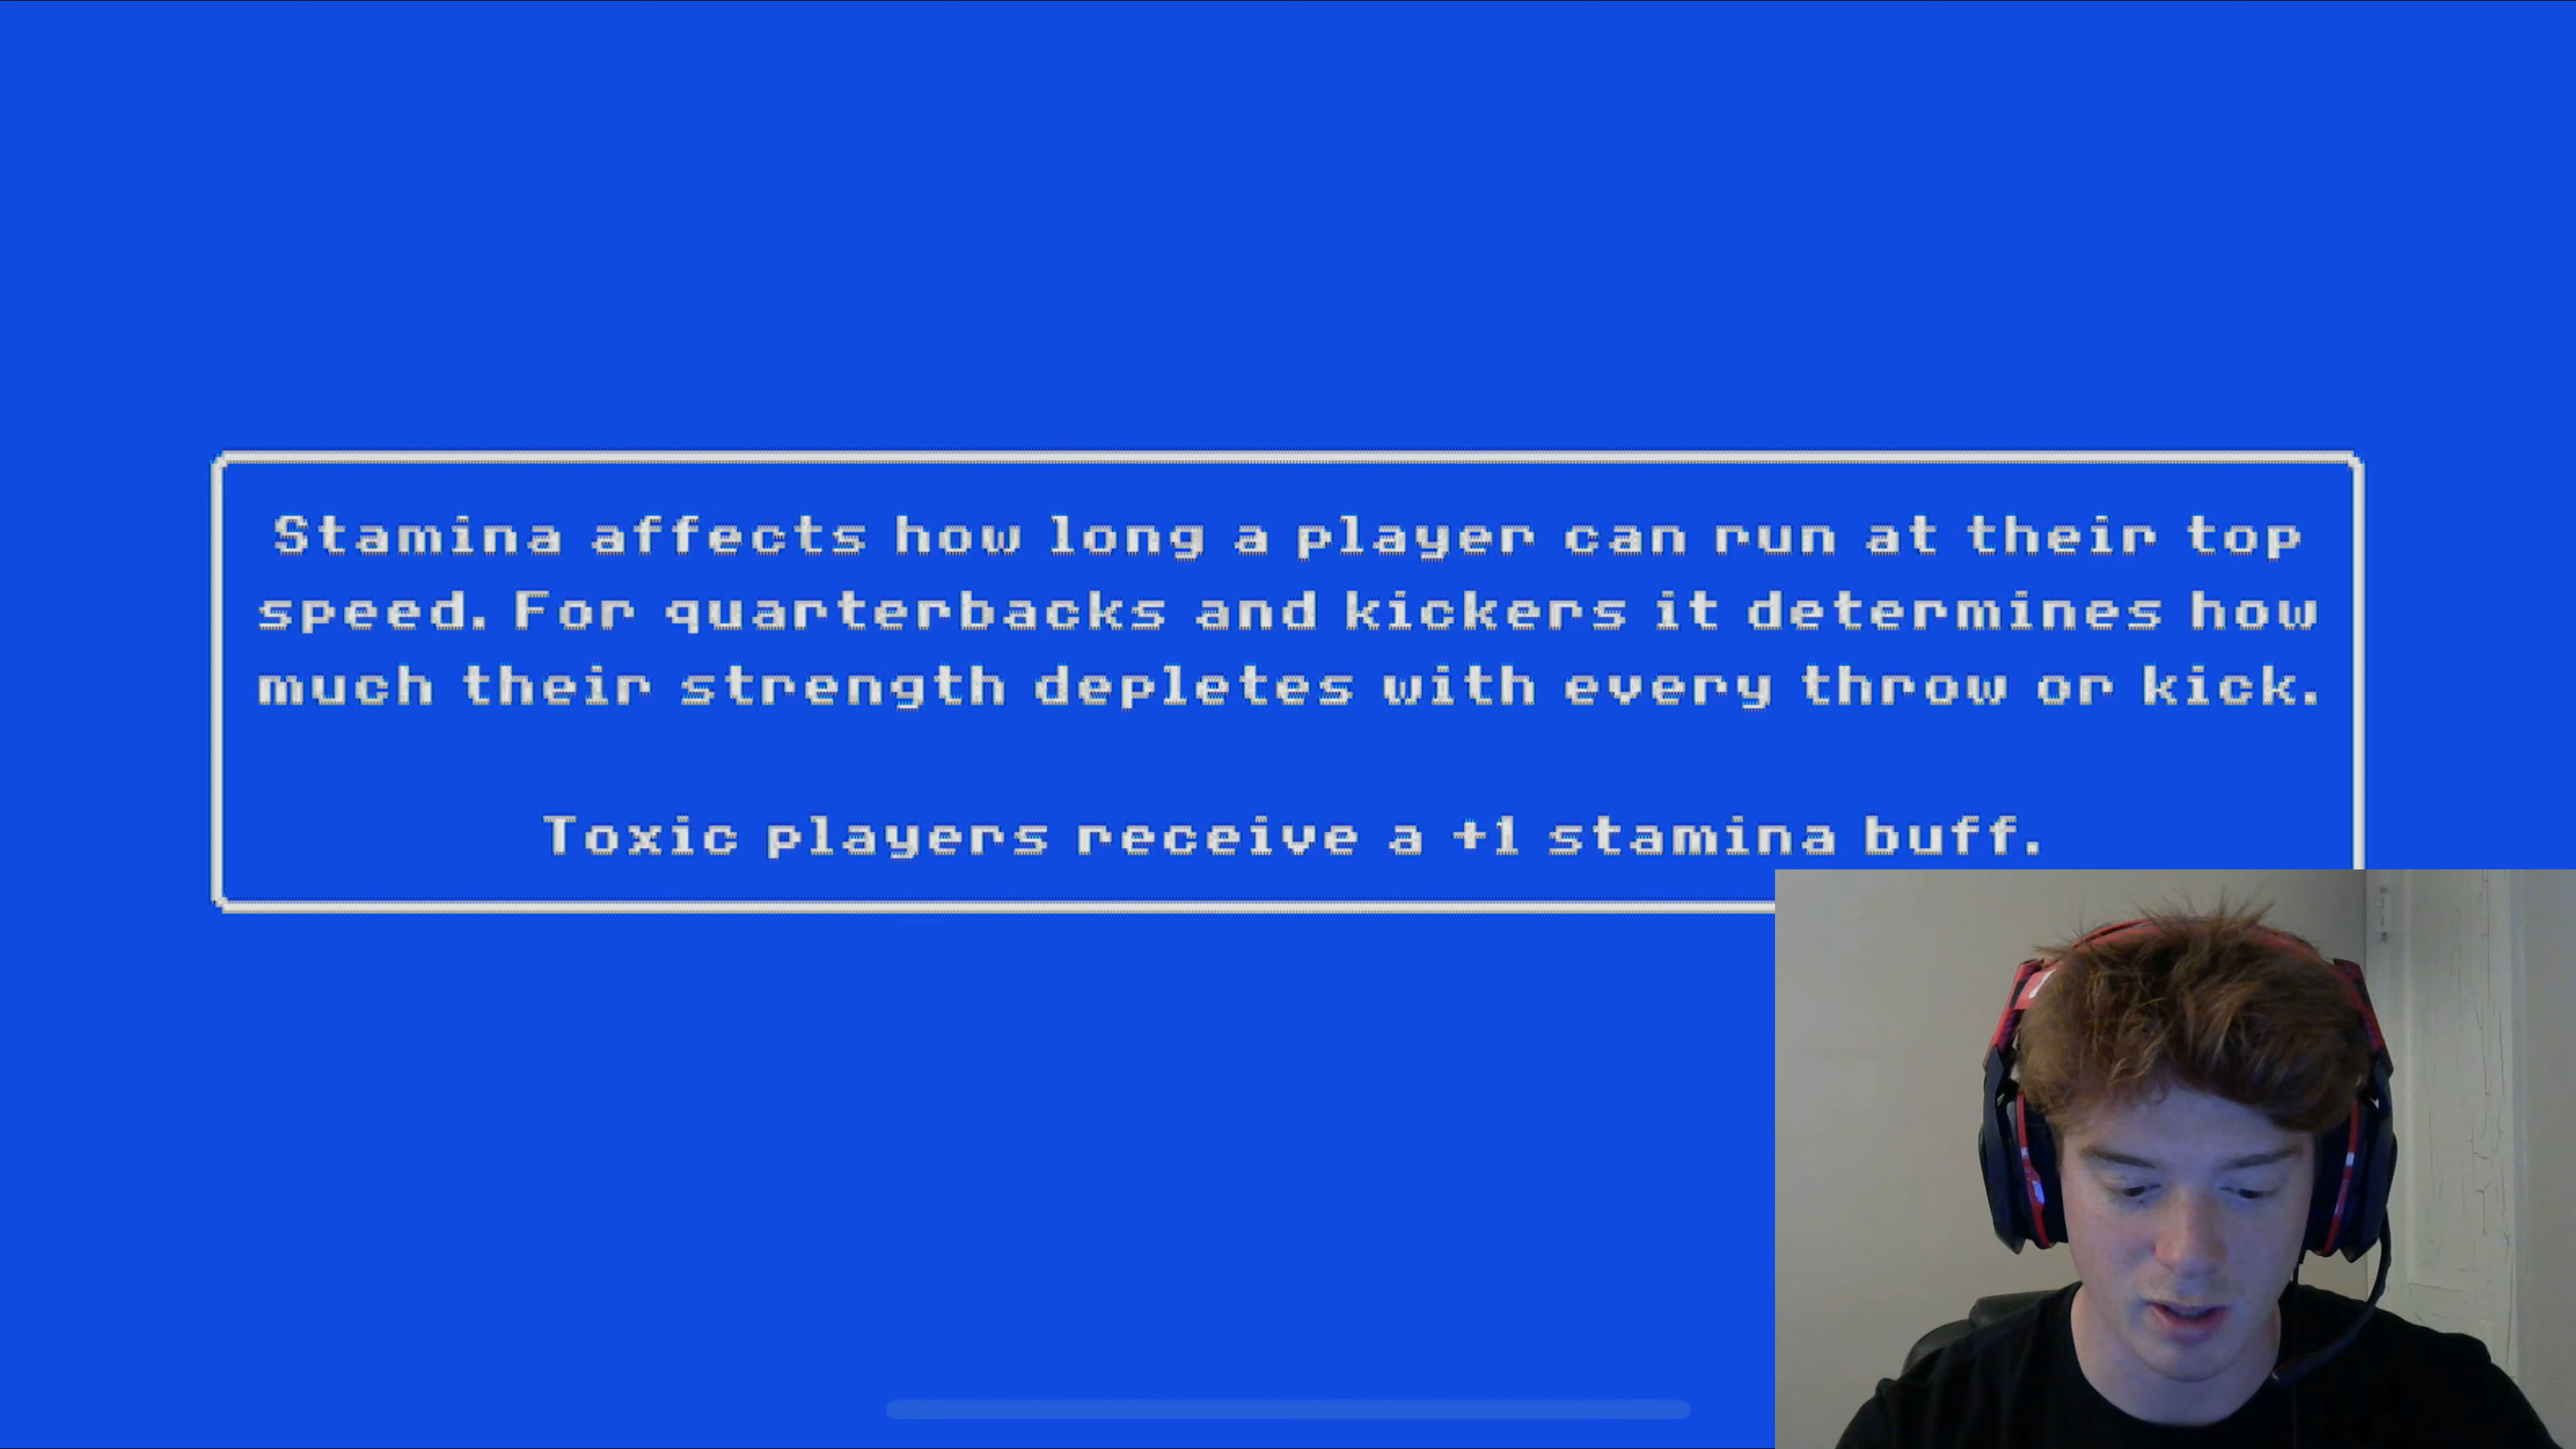 Stamina affects how long a player can run at their top
speed. For quarterbacks and kickers it determines how
much their strength depletes with every throw or kick.
Toxic players receive a +1 stamina buff.